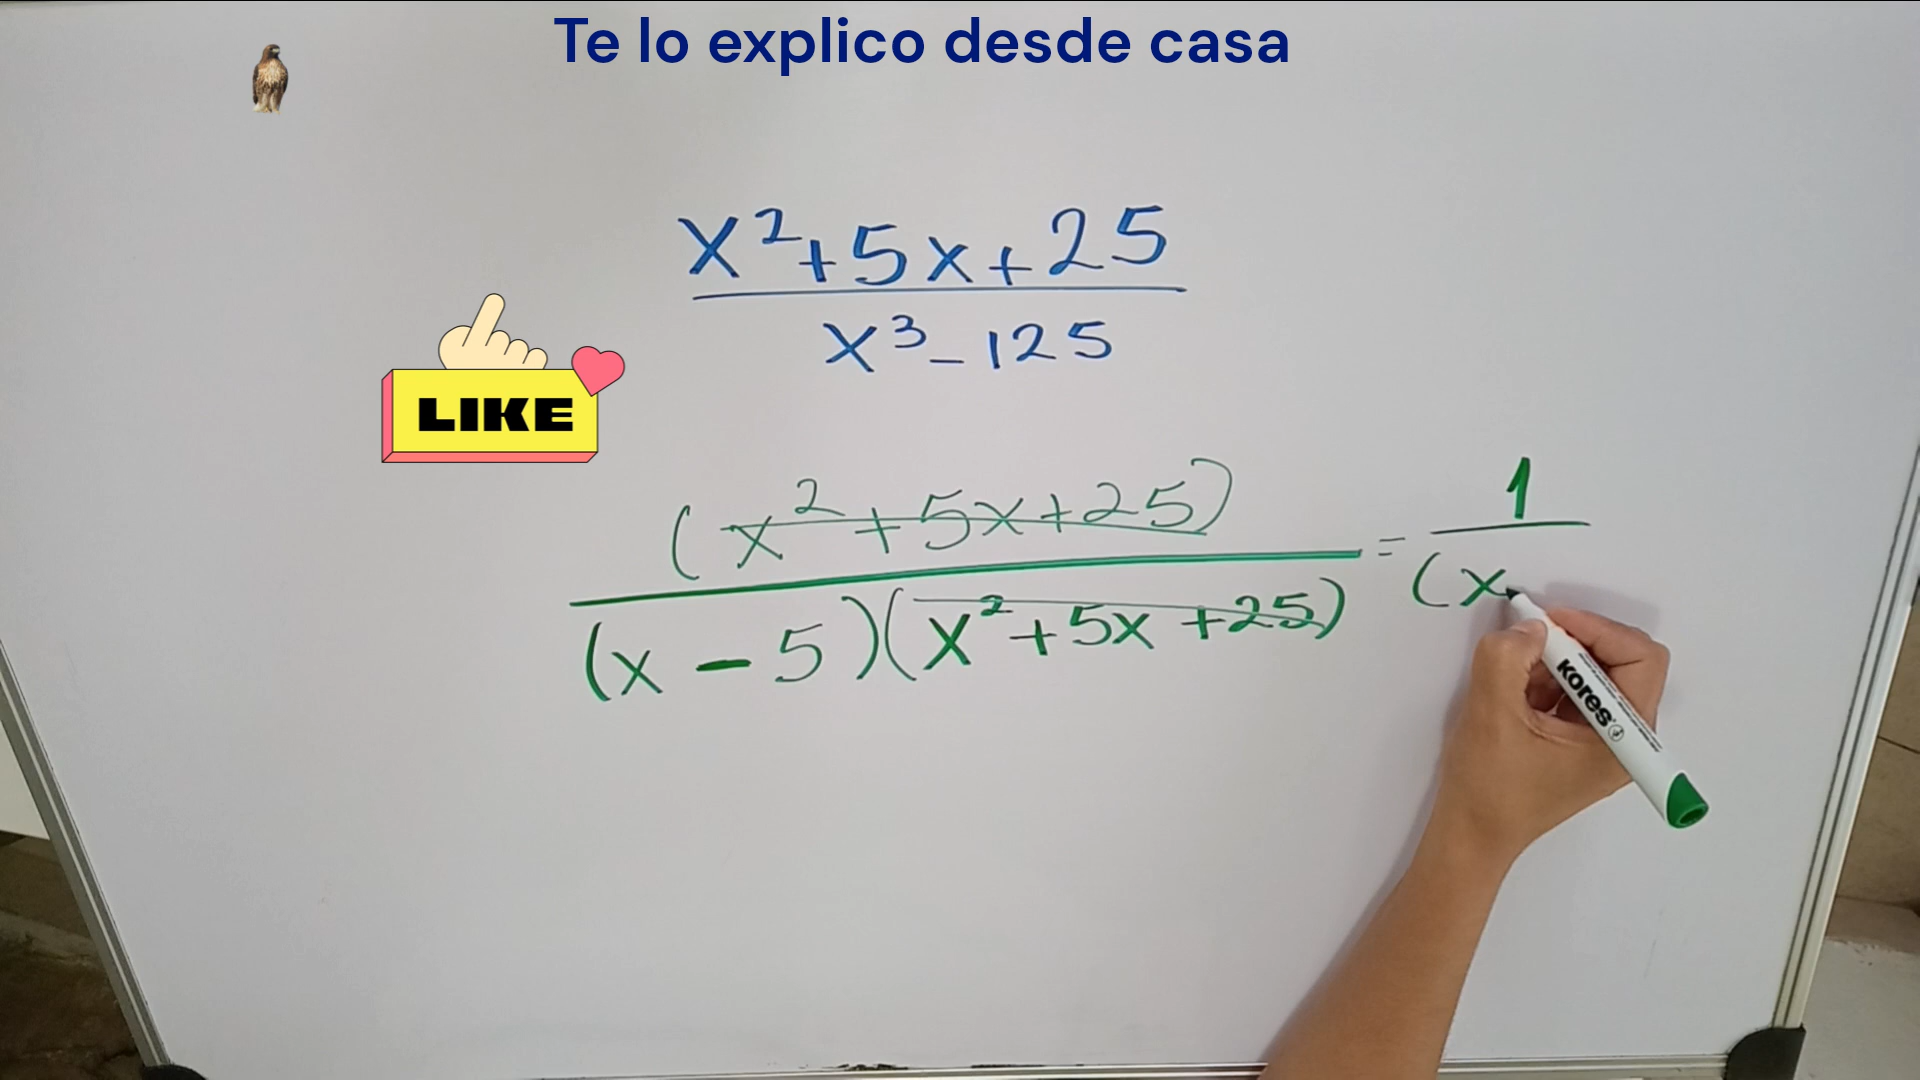 Te lo explico desde casa
x²+5x+25
x³-125
LIKE
(x²+5x+25)
(x-5)(x²+5x+25)
=
1
(x
kores